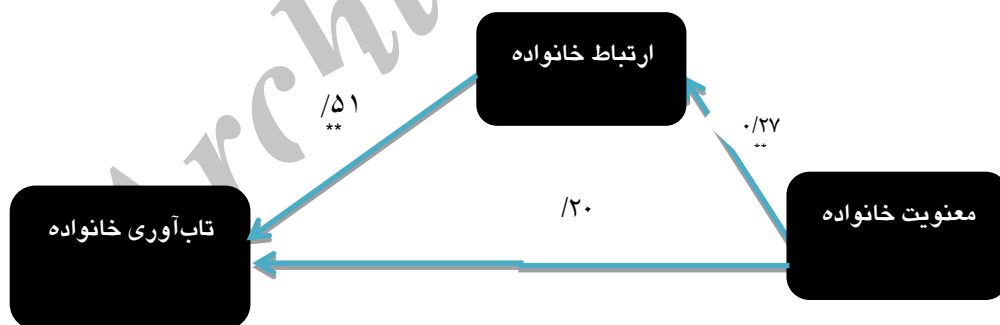 ارتباط خانواده
/۵۱
**
۰/۲۷
**
معنویت خانواده
/۲۰
تاب‌آوری خانواده